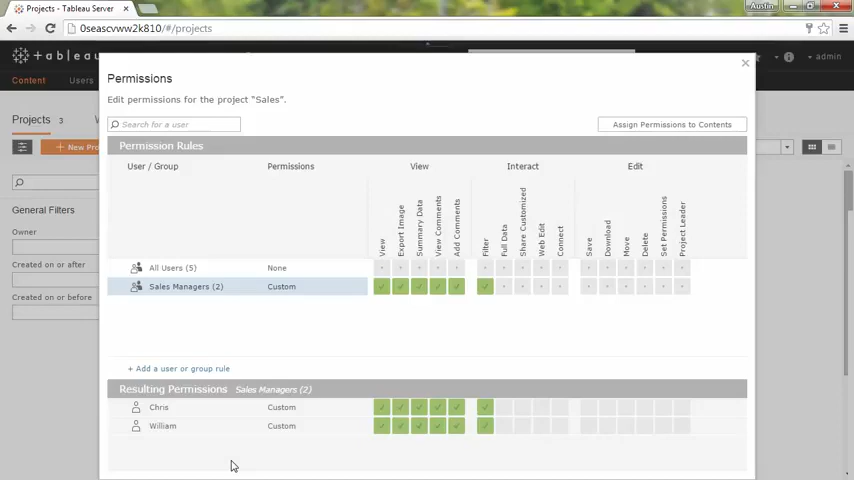 Projects - Tableau Server
Austin
0seascvww2k810/#/projects
+ a b l e a u
admin
Content
Users
Projects 3
+ New Pro
General Filters
Owner
Created on or after
Created on or before
Permissions
Edit permissions for the project "Sales".
Search for a user
Assign Permissions to Contents
Permission Rules
User / Group
Permissions
View
Interact
Edit
View
Export Image
Summary Data
View Comments
Add Comments
Filter
Full Data
Share Customized
Web Edit
Connect
Save
Download
Move
Delete
Set Permissions
Project Leader
All Users (5)
None
Sales Managers (2)
Custom
+ Add a user or group rule
Resulting Permissions Sales Managers (2)
Chris
Custom
William
Custom